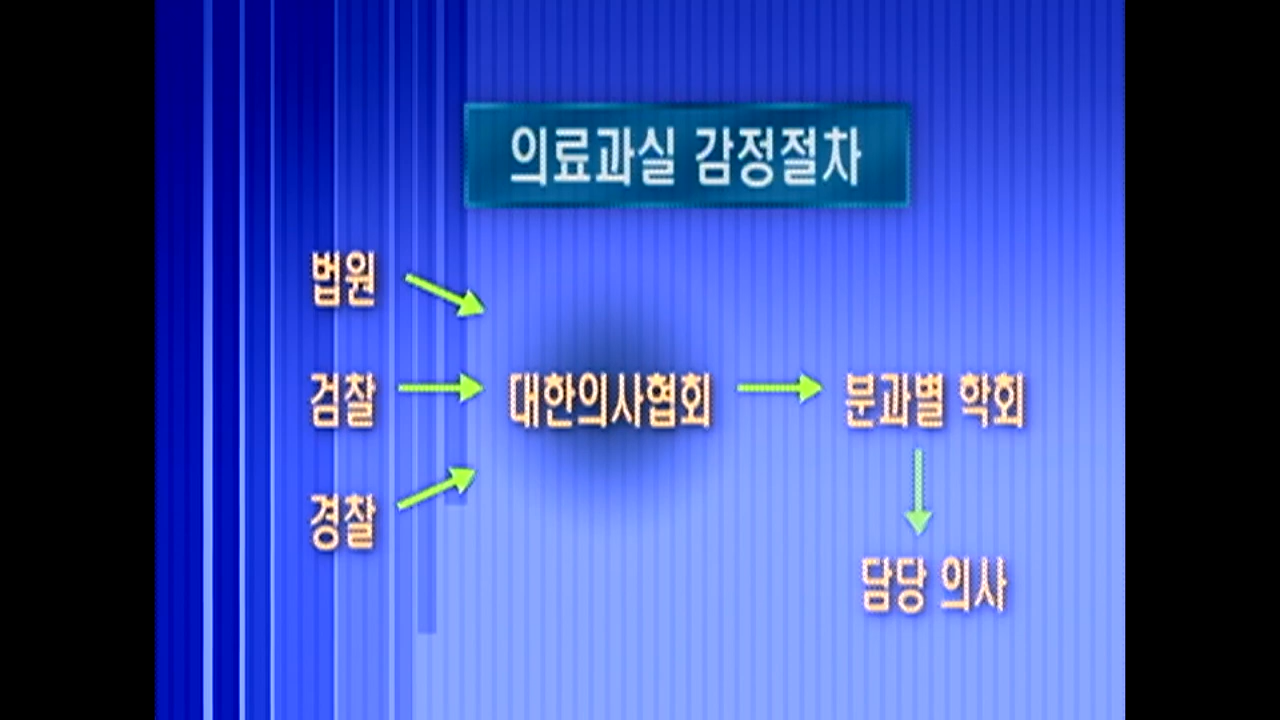 의료과실 감정절차
법원
검찰
경찰
대한의사협회
분과별 학회
담당 의사